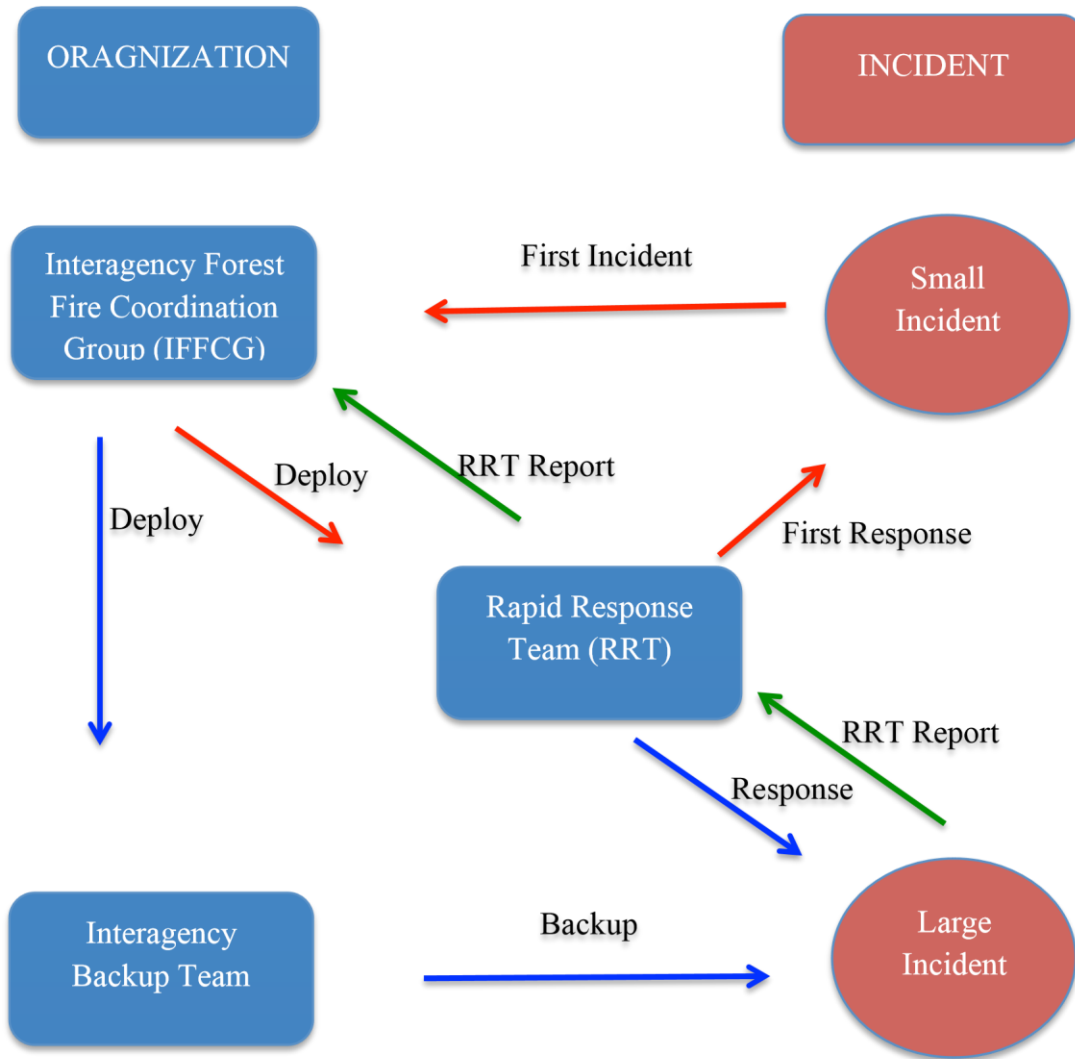 ORAGNIZATION
INCIDENT
Interagency Forest
Fire Coordination
Group (IFFCG)
First Incident
Small
Incident
Deploy
RRT Report
Deploy
First Response
Rapid Response
Team (RRT)
RRT Report
Response
Interagency
Backup Team
Backup
Large
Incident